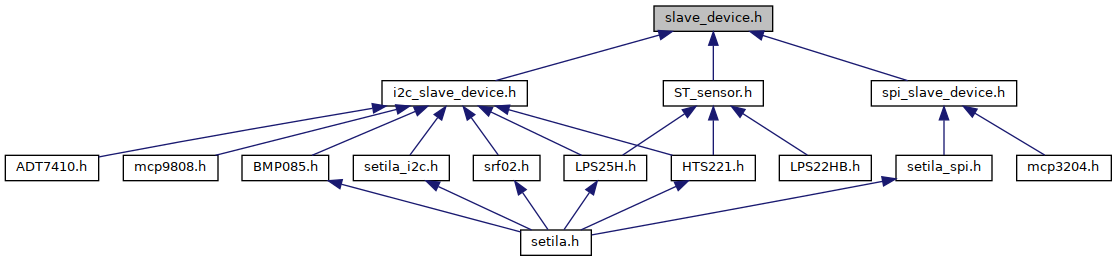 slave_device.h
i2c_slave_device.h
ST_sensor.h
spi_slave_device.h
ADT7410.h
mcp9808.h
BMP085.h
setila_i2c.h
srf02.h
LPS25H.h
HTS221.h
LPS22HB.h
setila_spi.h
mcp3204.h
setila.h